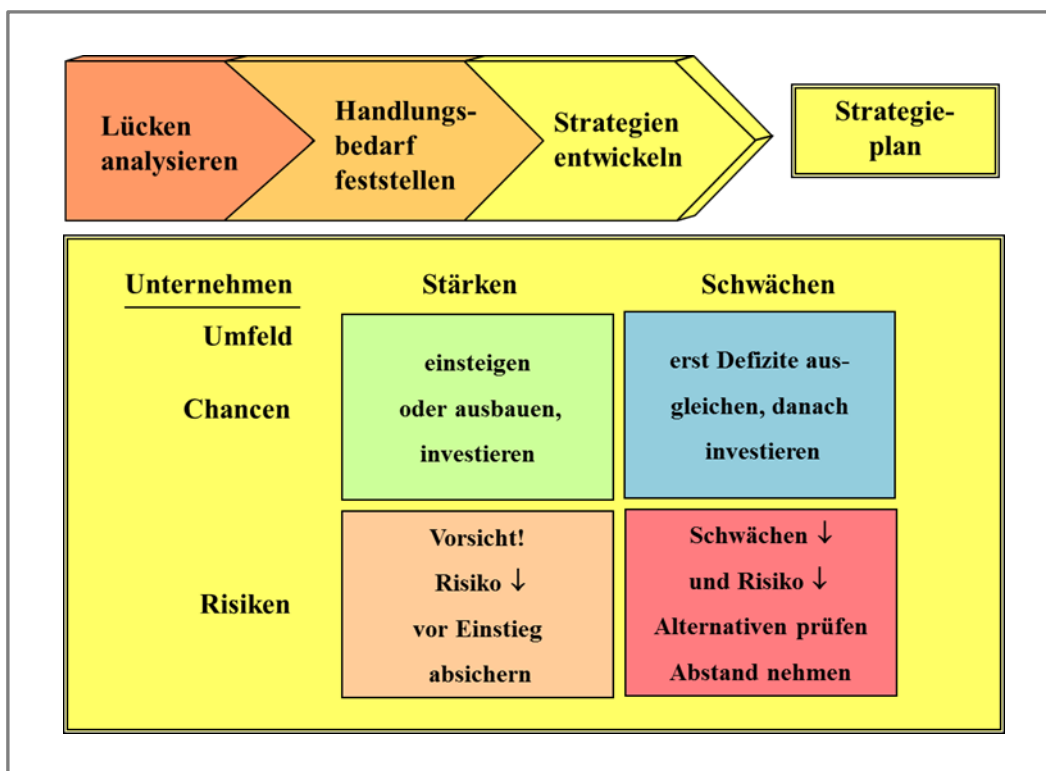 Lücken
analysieren
Handlungs-
bedarf
feststellen
Strategien
entwickeln
Strategie-
plan
Unternehmen
Umfeld
Stärken
Schwächen
Chancen
einsteigen
oder ausbauen,
investieren
erst Defizite aus-
gleichen, danach
investieren
Risiken
Vorsicht!
Risiko ↓
vor Einstieg
absichern
Schwächen ↓
und Risiko ↓
Alternativen prüfen
Abstand nehmen